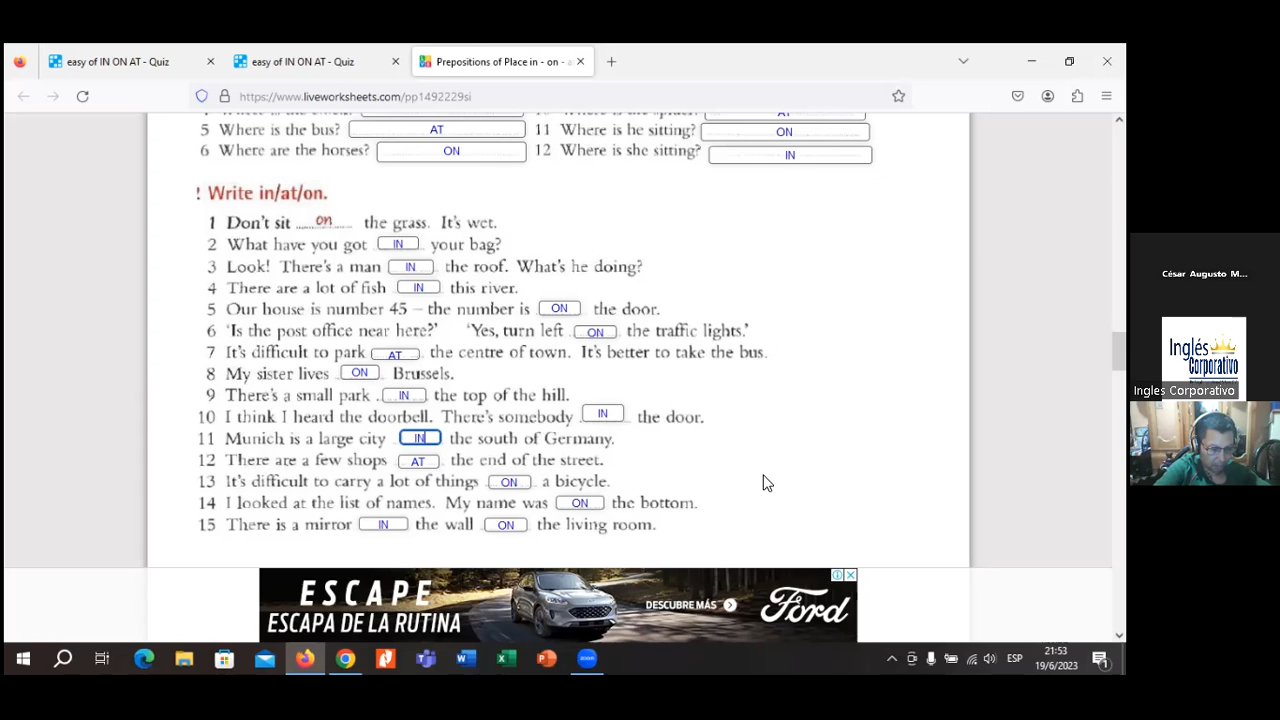 easy of IN ON AT - Quiz
easy of IN ON AT - Quiz
Prepositions of Place in - on -
https://www.liveworksheets.com/pp1492229si
5 Where is the bus? AT
11 Where is he sitting? ON
6 Where are the horses? ON
12 Where is she sitting? IN
! Write in/at/on.
1 Don't sit on the grass. It's wet.
2 What have you got IN your bag?
3 Look! There's a man IN the roof. What's he doing?
4 There are a lot of fish IN this river.
5 Our house is number 45 – the number is ON the door.
6 'Is the post office near here?' 'Yes, turn left ON the traffic lights.'
7 It's difficult to park AT the centre of town. It's better to take the bus.
8 My sister lives ON Brussels.
9 There's a small park IN the top of the hill.
10 I think I heard the doorbell. There's somebody IN the door.
11 Munich is a large city IN the south of Germany.
12 There are a few shops AT the end of the street.
13 It's difficult to carry a lot of things ON a bicycle.
14 I looked at the list of names. My name was ON the bottom.
15 There is a mirror IN the wall ON the living room.
ESCAPE
ESCAPA DE LA RUTINA
DESCUBRE MÁS
Ford
César Augusto M...
Inglés
Corporativo
Ingles Corporativo
ESP
21:53
19/6/2023